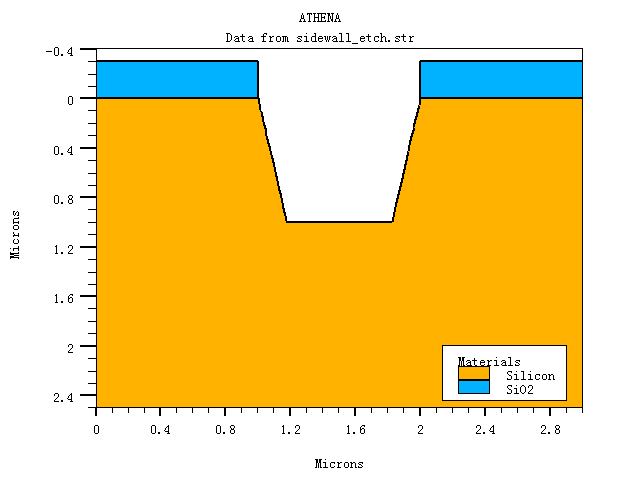 ATHENA
Data from sidewall_etch.str
-0.4
0
0.4
0.8
1.2
1.6
2
2.4
Microns
Materials
Silicon
SiO2
0 0.4 0.8 1.2 1.6 2 2.4 2.8
Microns